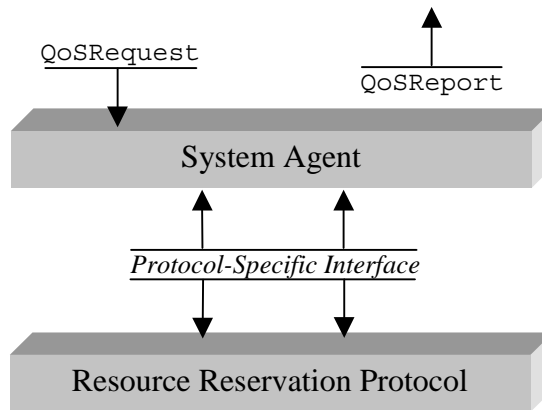 QoSRequest
QoSReport
System Agent
Protocol-Specific Interface
Resource Reservation Protocol